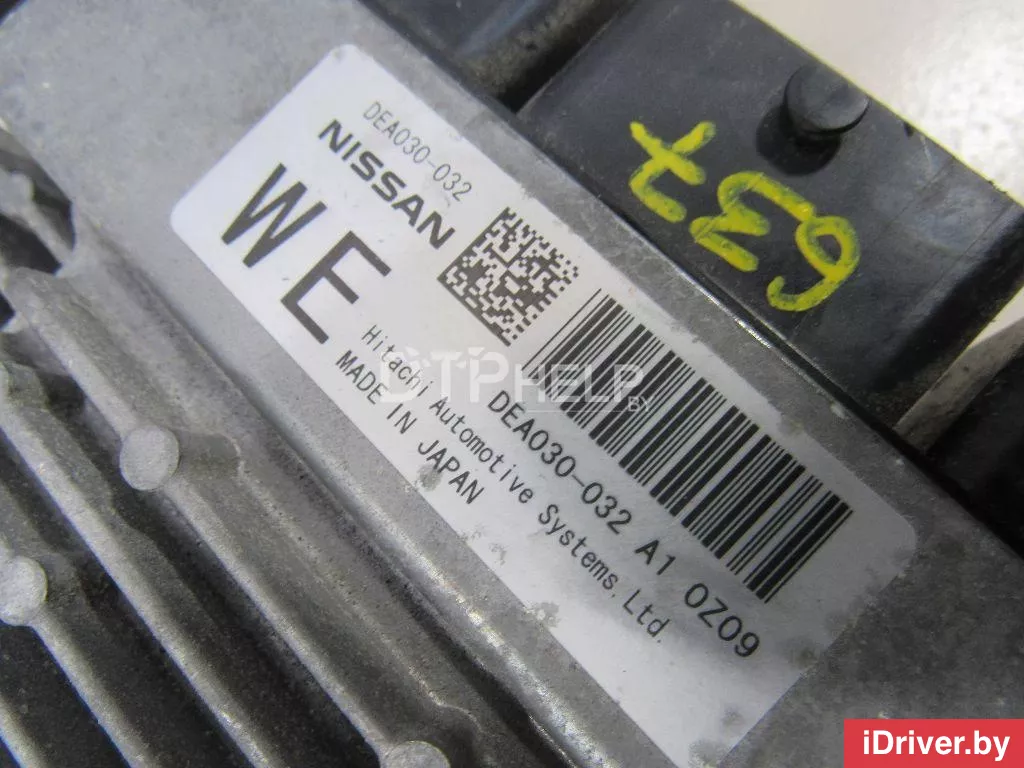 DEA030-032
NISSAN
WE
DEA030-032 A1 0Z09
Hitachi Automotive Systems, Ltd.
MADE IN JAPAN
637
DTPHELP.BY
iDriver.by